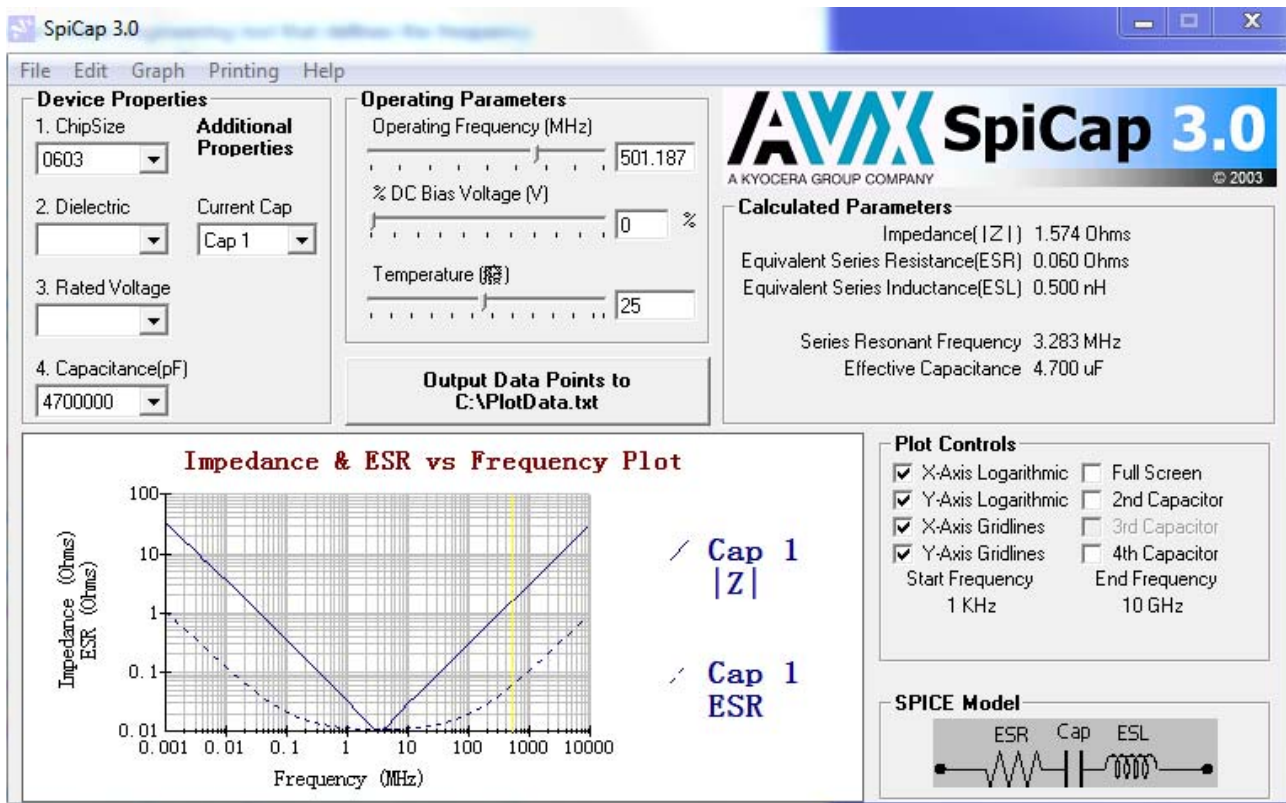 SpiCap 3.0
File Edit Graph Printing Help
Device Properties
1. ChipSize
Additional
Properties
0603
2. Dielectric
Current Cap
Cap 1
3. Rated Voltage
4. Capacitance(pF)
4700000
Operating Parameters
Operating Frequency (MHz)
501.187
% DC Bias Voltage (V)
0 %
Temperature (癈)
25
Output Data Points to
C:\PlotData.txt
AVX SpiCap 3.0
A KYOCERA GROUP COMPANY
© 2003
Calculated Parameters
Impedance(|Z|) 1.574 Ohms
Equivalent Series Resistance(ESR) 0.060 Ohms
Equivalent Series Inductance(ESL) 0.500 nH
Series Resonant Frequency 3.283 MHz
Effective Capacitance 4.700 uF
Impedance & ESR vs Frequency Plot
Impedance (Ohms)
ESR (Ohms)
100
10
1
0.1
0.01
0.001 0.01 0.1 1 10 100 1000 10000
Frequency (MHz)
Cap 1
|Z|
Cap 1
ESR
Plot Controls
X-Axis Logarithmic Full Screen
Y-Axis Logarithmic 2nd Capacitor
X-Axis Gridlines 3rd Capacitor
Y-Axis Gridlines 4th Capacitor
Start Frequency End Frequency
1 KHz 10 GHz
SPICE Model
ESR Cap ESL